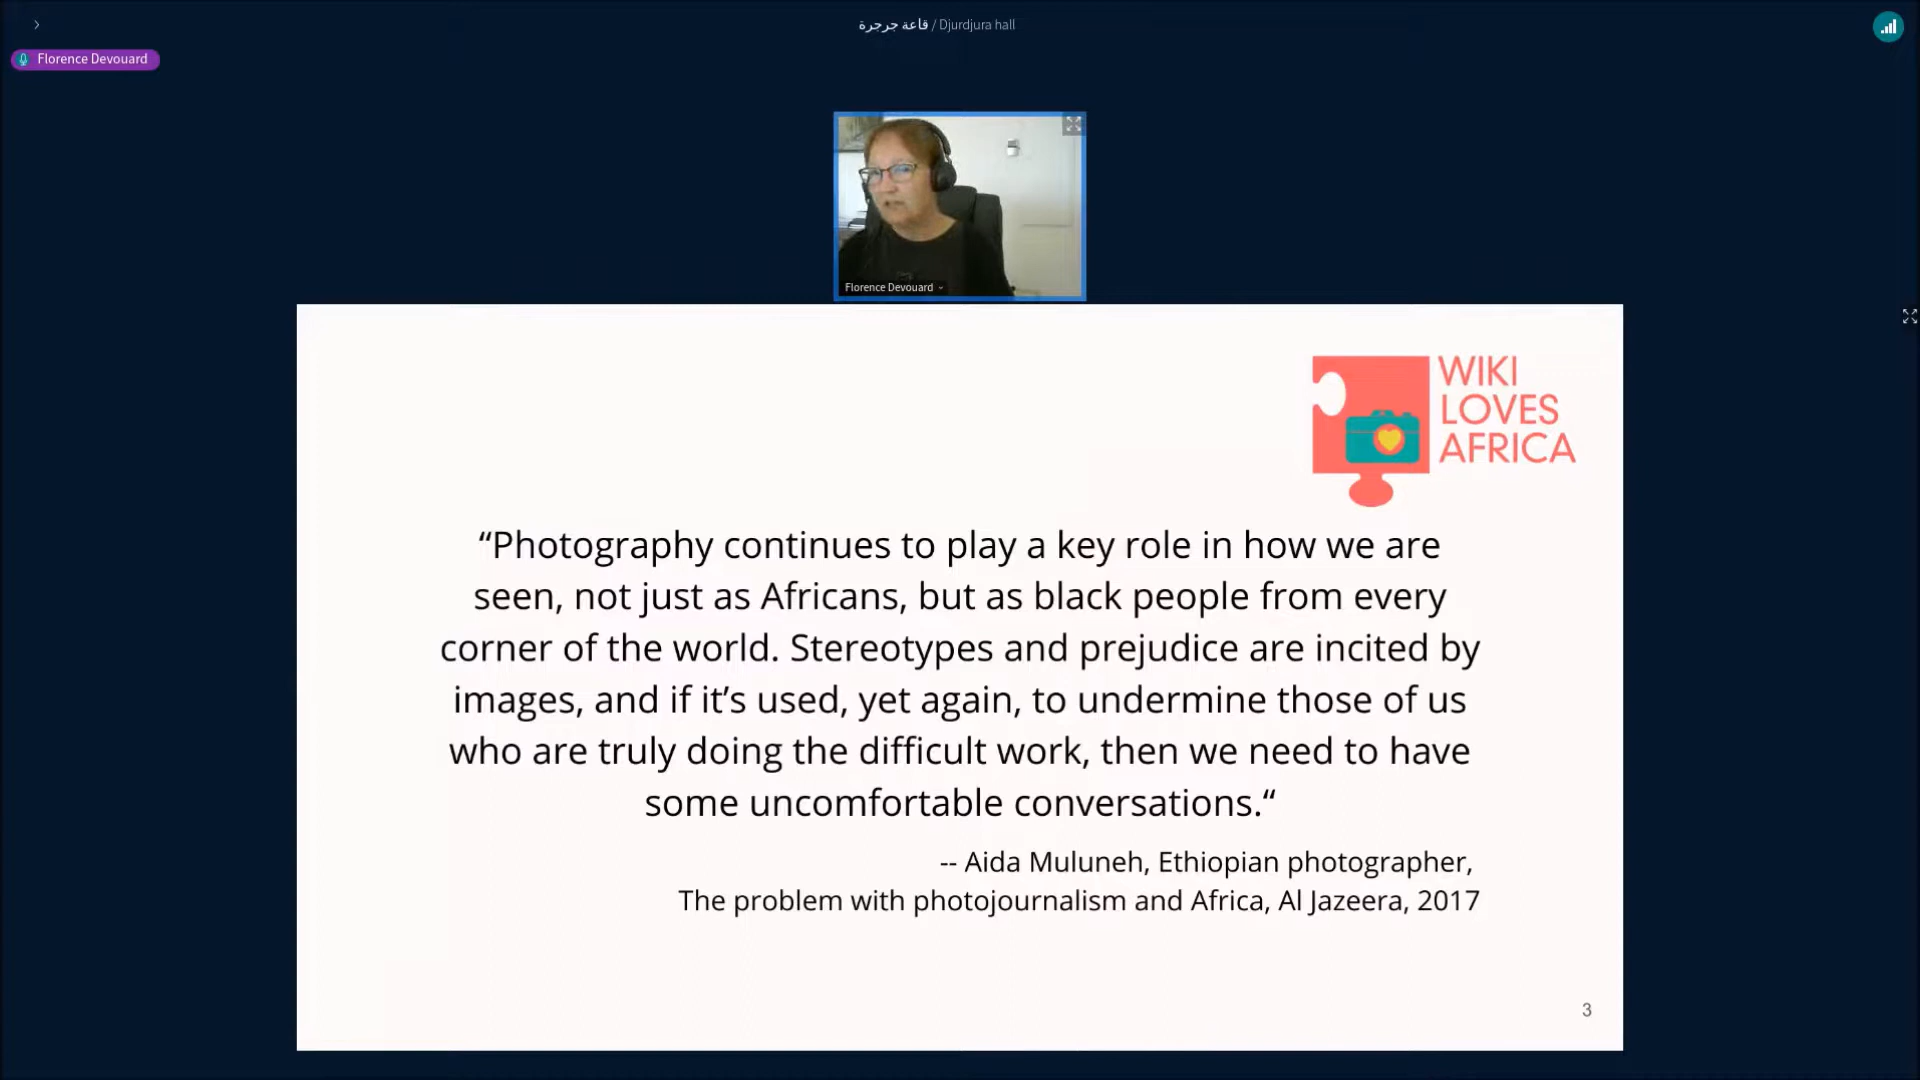 قاعة جرجرة / Djurdjura hall
Florence Devouard
Florence Devouard
WIKI
LOVES
AFRICA
“Photography continues to play a key role in how we are
seen, not just as Africans, but as black people from every
corner of the world. Stereotypes and prejudice are incited by
images, and if it’s used, yet again, to undermine those of us
who are truly doing the difficult work, then we need to have
some uncomfortable conversations.“
-- Aida Muluneh, Ethiopian photographer,
The problem with photojournalism and Africa, Al Jazeera, 2017
3